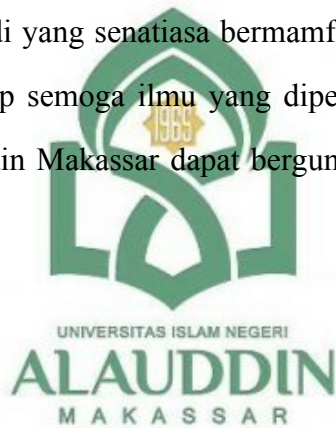 di yang senatiasa bermamf
p semoga ilmu yang dipe
1965
in Makassar dapat bergun
UNIVERSITAS ISLAM NEGERI
ALAUDDIN
MAKASSAR